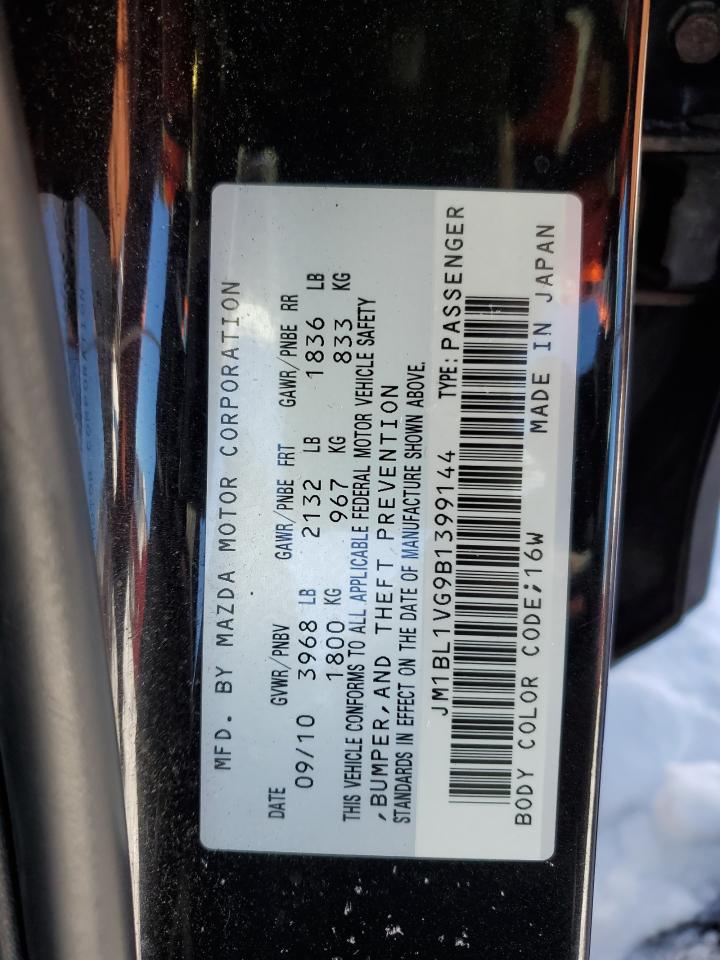 MFD. BY MAZDA MOTOR CORPORATION
DATE GVWR/PNBV GAWR/PNBE FRT GAWR/PNBE RR
09/10 3968 LB 2132 LB 1836 LB
1800 KG 967 KG 833 KG
THIS VEHICLE CONFORMS TO ALL APPLICABLE FEDERAL MOTOR VEHICLE SAFETY
,BUMPER,AND THEFT PREVENTION
STANDARDS IN EFFECT ON THE DATE OF MANUFACTURE SHOWN ABOVE.
JM1BL1VG9B1399144 TYPE:PASSENGER
BODY COLOR CODE;16W MADE IN JAPAN